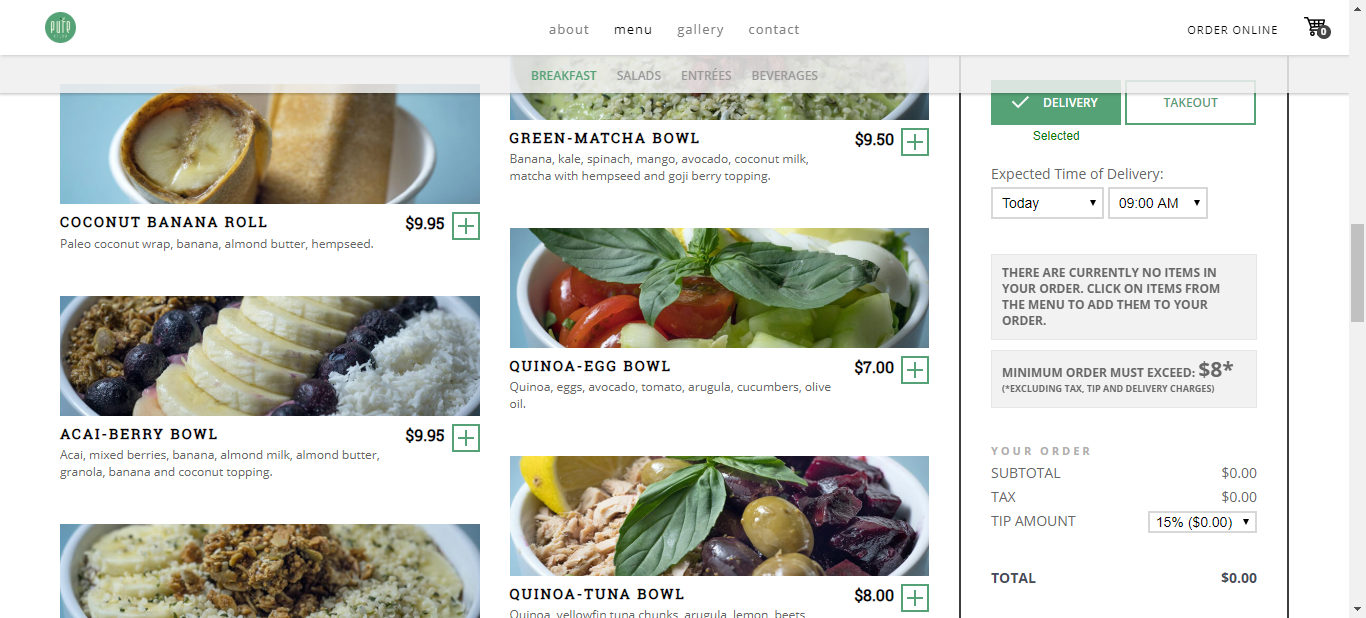 pure
about
menu
gallery
contact
ORDER ONLINE
0
BREAKFAST
SALADS
ENTRÉES
BEVERAGES
COCONUT BANANA ROLL
$9.95
Paleo coconut wrap, banana, almond butter, hempseed.
ACAI-BERRY BOWL
$9.95
Acai, mixed berries, banana, almond milk, almond butter,
granola, banana and coconut topping.
GREEN-MATCHA BOWL
$9.50
Banana, kale, spinach, mango, avocado, coconut milk,
matcha with hempseed and goji berry topping.
QUINOA-EGG BOWL
$7.00
Quinoa, eggs, avocado, tomato, arugula, cucumbers, olive
oil.
QUINOA-TUNA BOWL
$8.00
Quinoa, yellowfin tuna chunks, arugula, lemon, beets,
DELIVERY
TAKEOUT
Selected
Expected Time of Delivery:
Today
09:00 AM
THERE ARE CURRENTLY NO ITEMS IN
YOUR ORDER. CLICK ON ITEMS FROM
THE MENU TO ADD THEM TO YOUR
ORDER.
MINIMUM ORDER MUST EXCEED: $8*
(*EXCLUDING TAX, TIP AND DELIVERY CHARGES)
YOUR ORDER
SUBTOTAL $0.00
TAX $0.00
TIP AMOUNT 15% ($0.00)
TOTAL $0.00